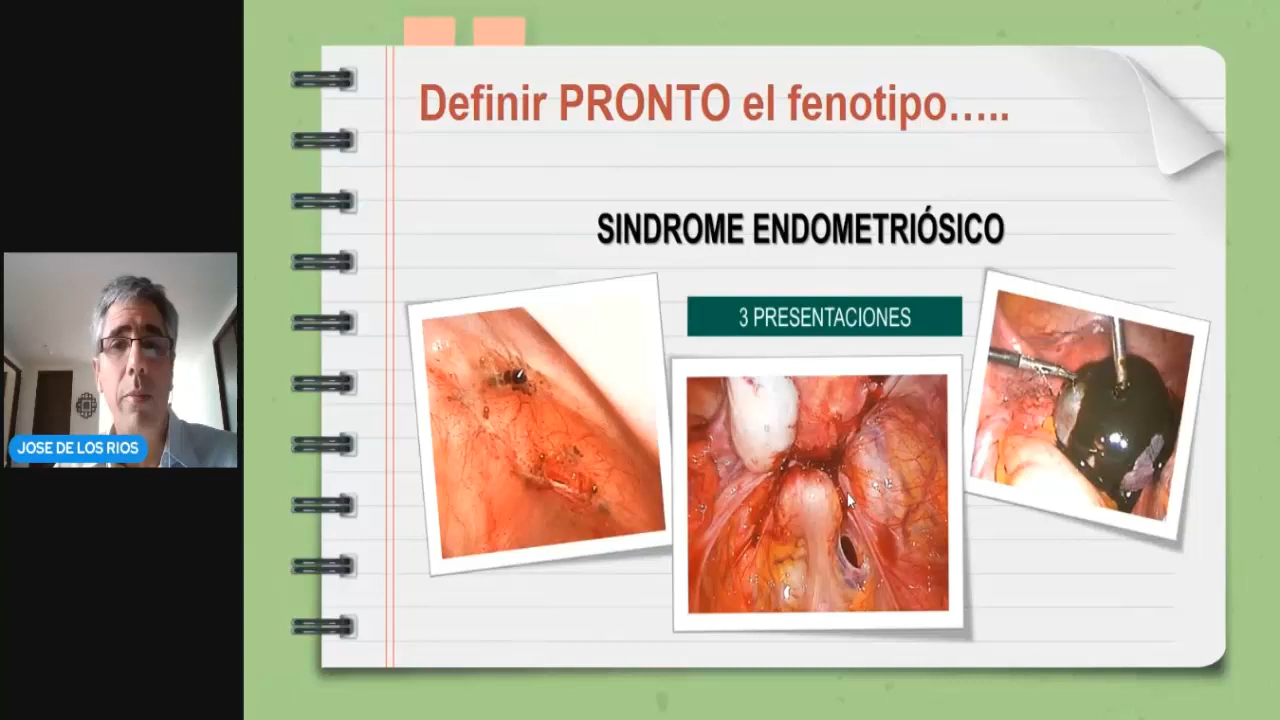 Definir PRONTO el fenotipo.....
SINDROME ENDOMETRIÓSICO
3 PRESENTACIONES
JOSE DE LOS RIOS